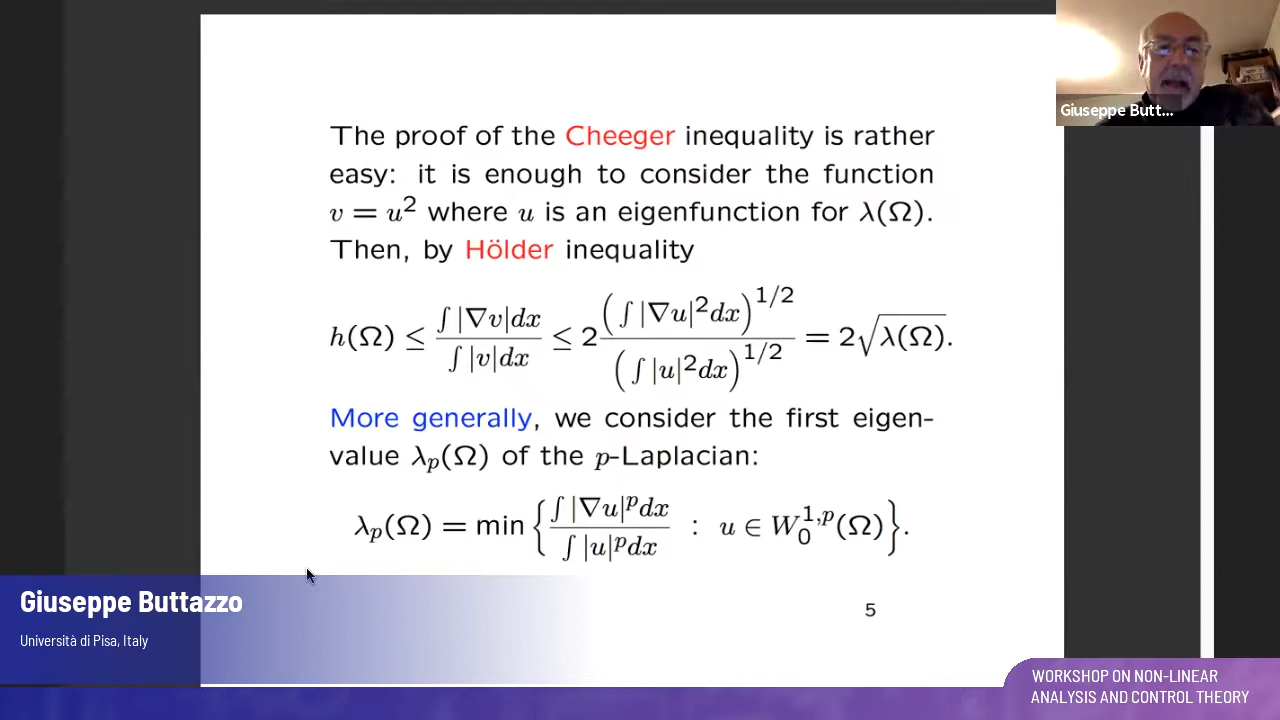 The proof of the Cheeger inequality is rather
easy: it is enough to consider the function
v = u² where u is an eigenfunction for λ(Ω).
Then, by Hölder inequality
h(Ω) ≤ ∫|∇v|dx / ∫|v|dx ≤ 2 (∫|∇u|²dx)^{1/2} / (∫|u|²dx)^{1/2} = 2√λ(Ω).
More generally, we consider the first eigen-
value λ_p(Ω) of the p-Laplacian:
λ_p(Ω) = min { ∫|∇u|^p dx / ∫|u|^p dx : u ∈ W_0^{1,p}(Ω) }.
5
Giuseppe Butt...
Giuseppe Buttazzo
Università di Pisa, Italy
WORKSHOP ON NON-LINEAR
ANALYSIS AND CONTROL THEORY